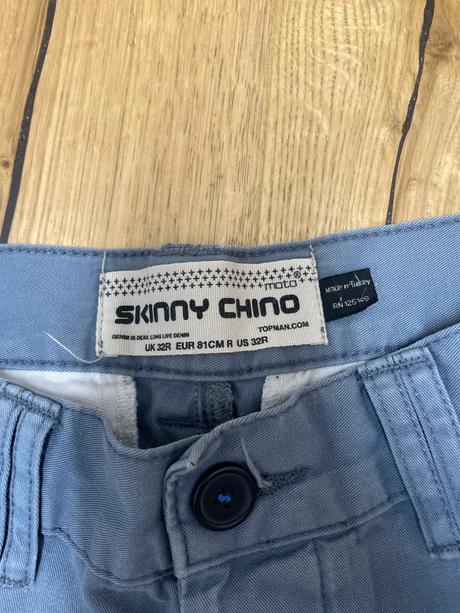 moto®
SKINNY CHINO
DENIM IS DEAD. LONG LIVE DENIM
TOPMAN.COM
UK 32R EUR 81CM R US 32R
Made in Turkey
RN 125149